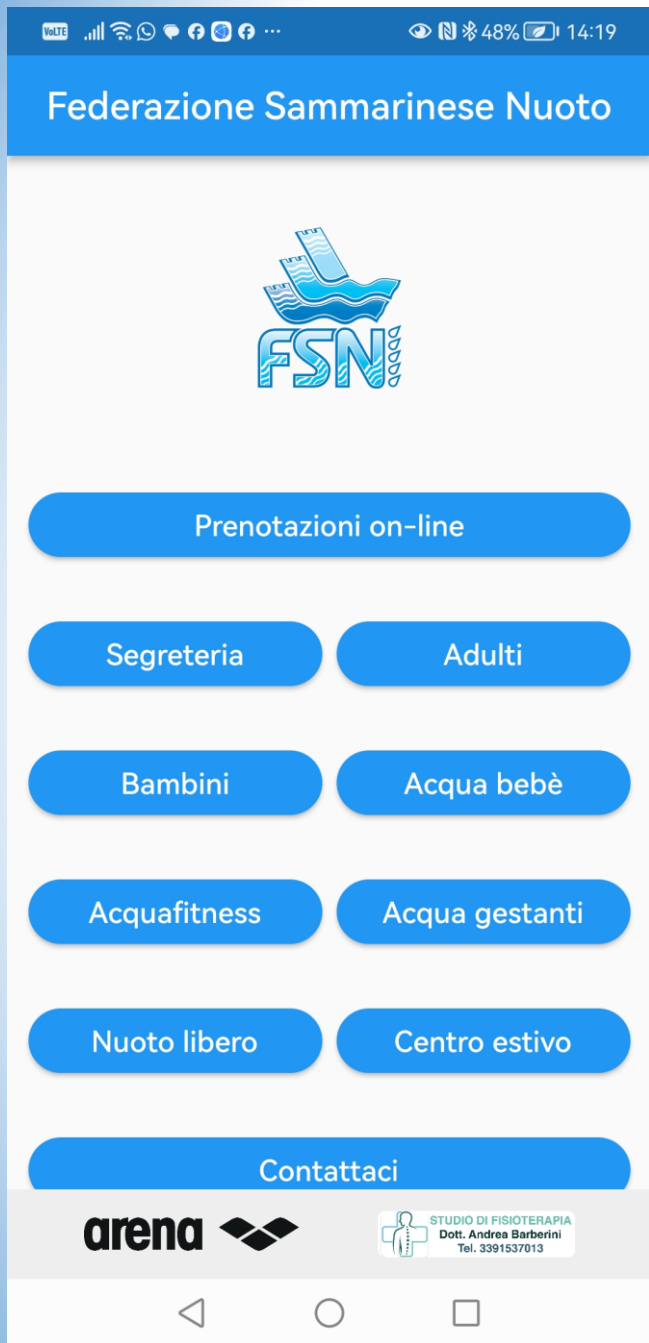 VoLTE 48% 14:19
Federazione Sammarinese Nuoto
FSN
Prenotazioni on-line
Segreteria Adulti
Bambini Acqua bebè
Acquafitness Acqua gestanti
Nuoto libero Centro estivo
Contattaci
arena
STUDIO DI FISIOTERAPIA
Dott. Andrea Barberini
Tel. 3391537013